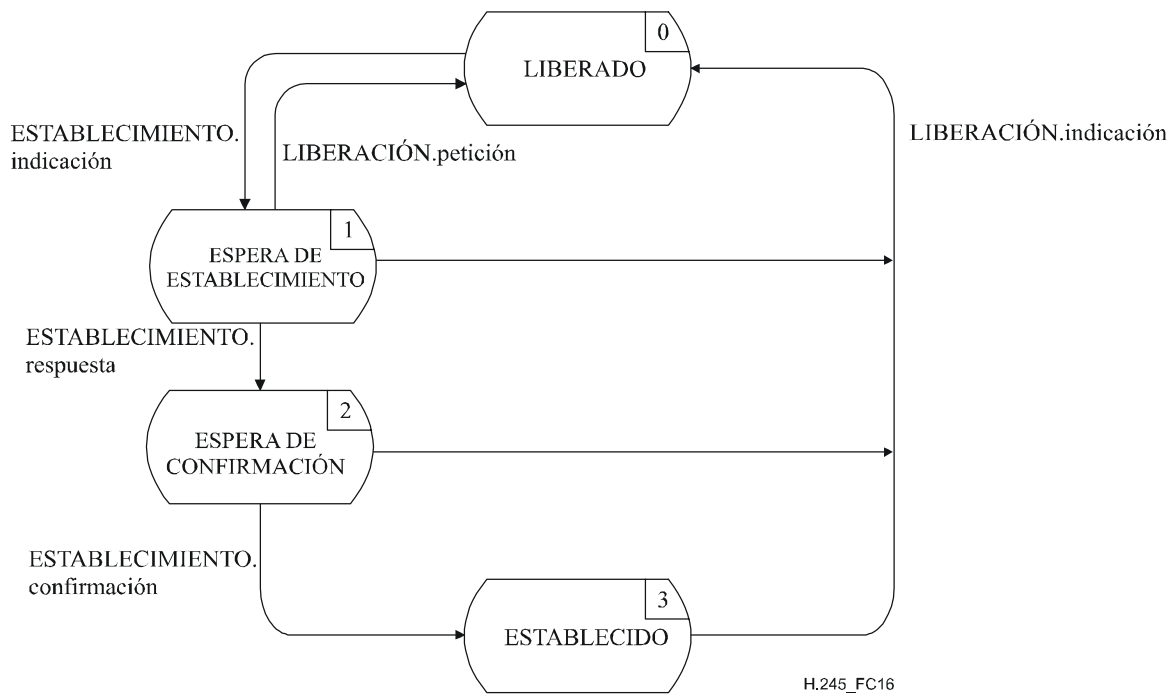 0
LIBERADO
ESTABLECIMIENTO.
indicación
LIBERACIÓN.petición
LIBERACIÓN.indicación
1
ESPERA DE
ESTABLECIMIENTO
ESTABLECIMIENTO.
respuesta
2
ESPERA DE
CONFIRMACIÓN
ESTABLECIMIENTO.
confirmación
3
ESTABLECIDO
H.245_FC16